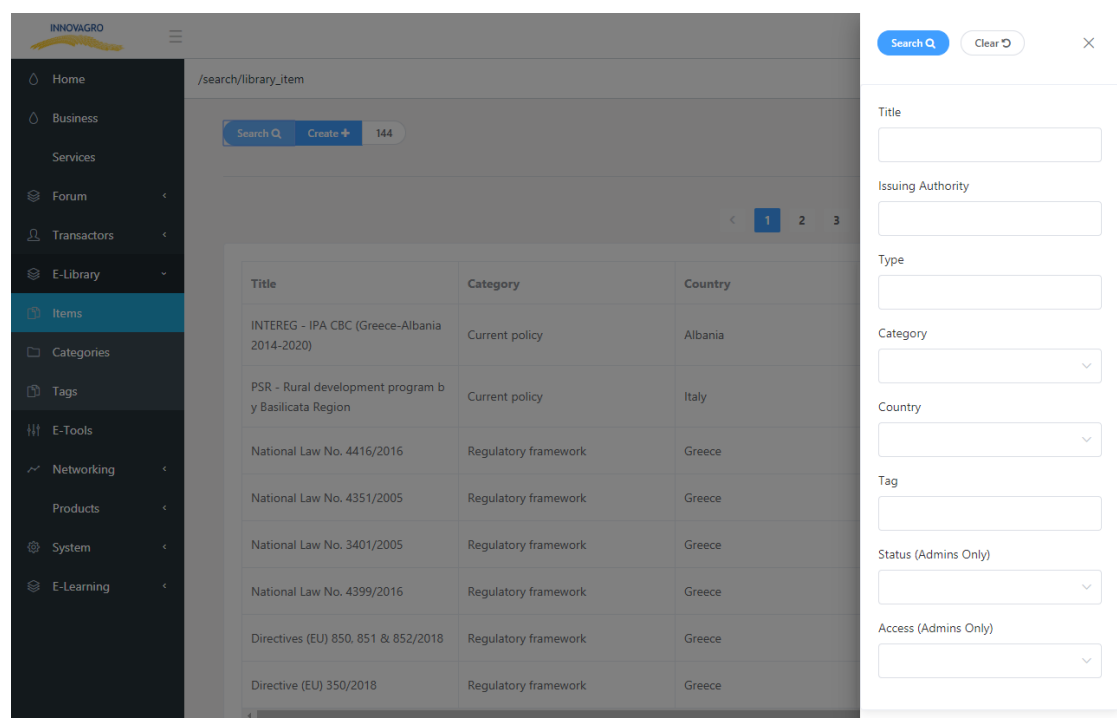 INNOVAGRO
Home
Business
Services
Forum
Transactors
E-Library
Items
Categories
Tags
E-Tools
Networking
Products
System
E-Learning
/search/library_item
Search
Create
144
1 2 3
Title Category Country
INTEREG - IPA CBC (Greece-Albania
2014-2020)
Current policy Albania
PSR - Rural development program b
y Basilicata Region
Current policy Italy
National Law No. 4416/2016 Regulatory framework Greece
National Law No. 4351/2005 Regulatory framework Greece
National Law No. 3401/2005 Regulatory framework Greece
National Law No. 4399/2016 Regulatory framework Greece
Directives (EU) 850, 851 & 852/2018 Regulatory framework Greece
Directive (EU) 350/2018 Regulatory framework Greece
Search
Clear
Title
Issuing Authority
Type
Category
Country
Tag
Status (Admins Only)
Access (Admins Only)